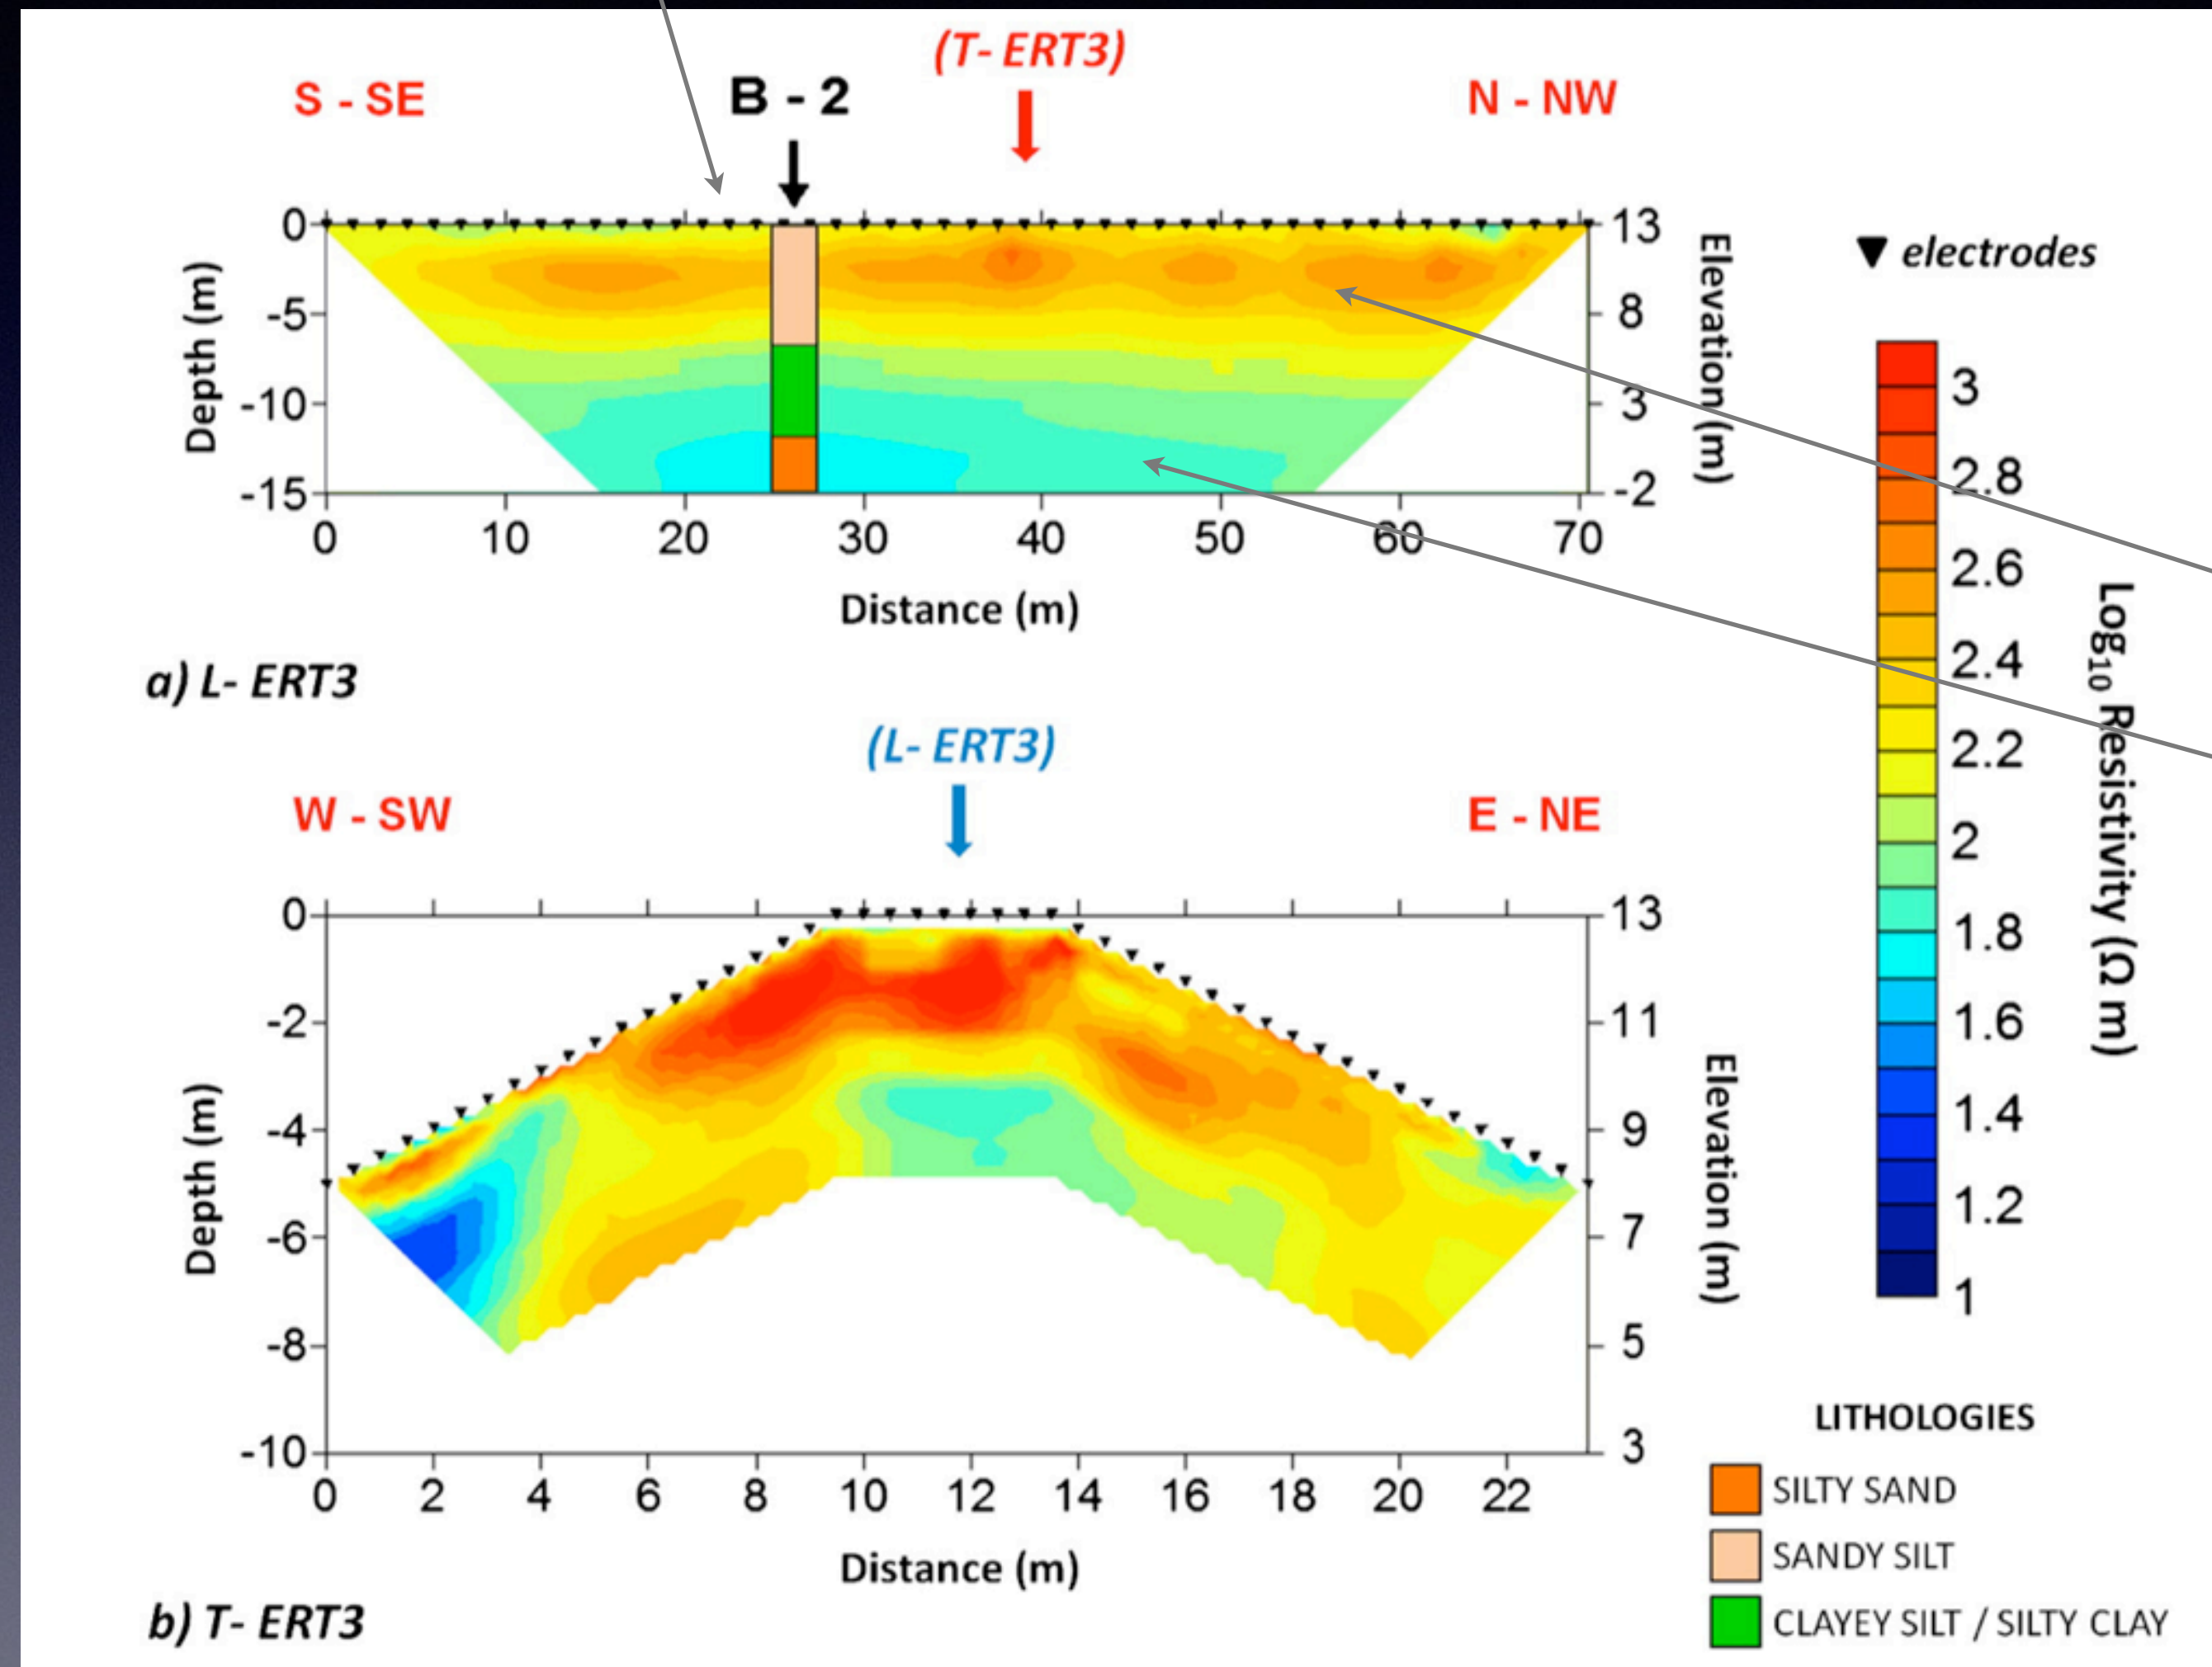 (T- ERT3)
S - SE
B - 2
N - NW
0
-5
-10
-15
Depth (m)
13
8
3
-2
Elevation (m)
0 10 20 30 40 50 60 70
Distance (m)
a) L- ERT3
electrodes
3
2.8
2.6
2.4
2.2
2
1.8
1.6
1.4
1.2
1
Log10 Resistivity (Ω m)
(L- ERT3)
W - SW
E - NE
0
-2
-4
-6
-8
-10
Depth (m)
13
11
9
7
5
3
Elevation (m)
0 2 4 6 8 10 12 14 16 18 20 22
Distance (m)
b) T- ERT3
LITHOLOGIES
SILTY SAND
SANDY SILT
CLAYEY SILT / SILTY CLAY